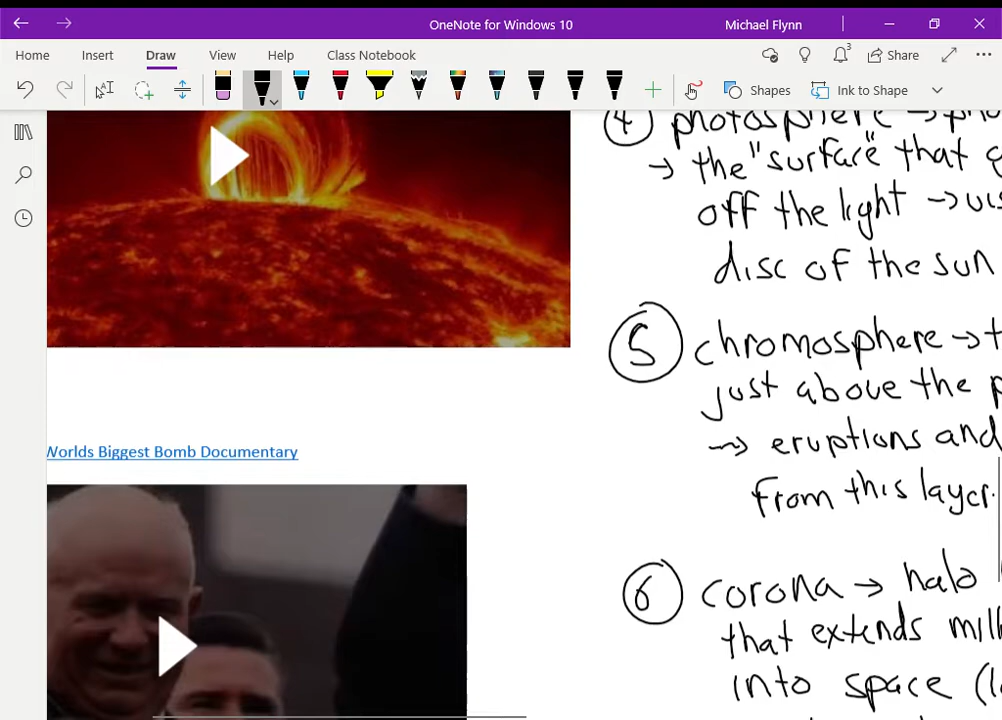 OneNote for Windows 10
Michael Flynn
Home
Insert
Draw
View
Help
Class Notebook
3
Share
Shapes
Ink to Shape
4 photosphere →
→ the "surface" that
off the light →
disc of the sun
5 chromosphere →
just above the
→ eruptions and
from this layer.
6 corona → halo
that extends
into space (
Worlds Biggest Bomb Documentary